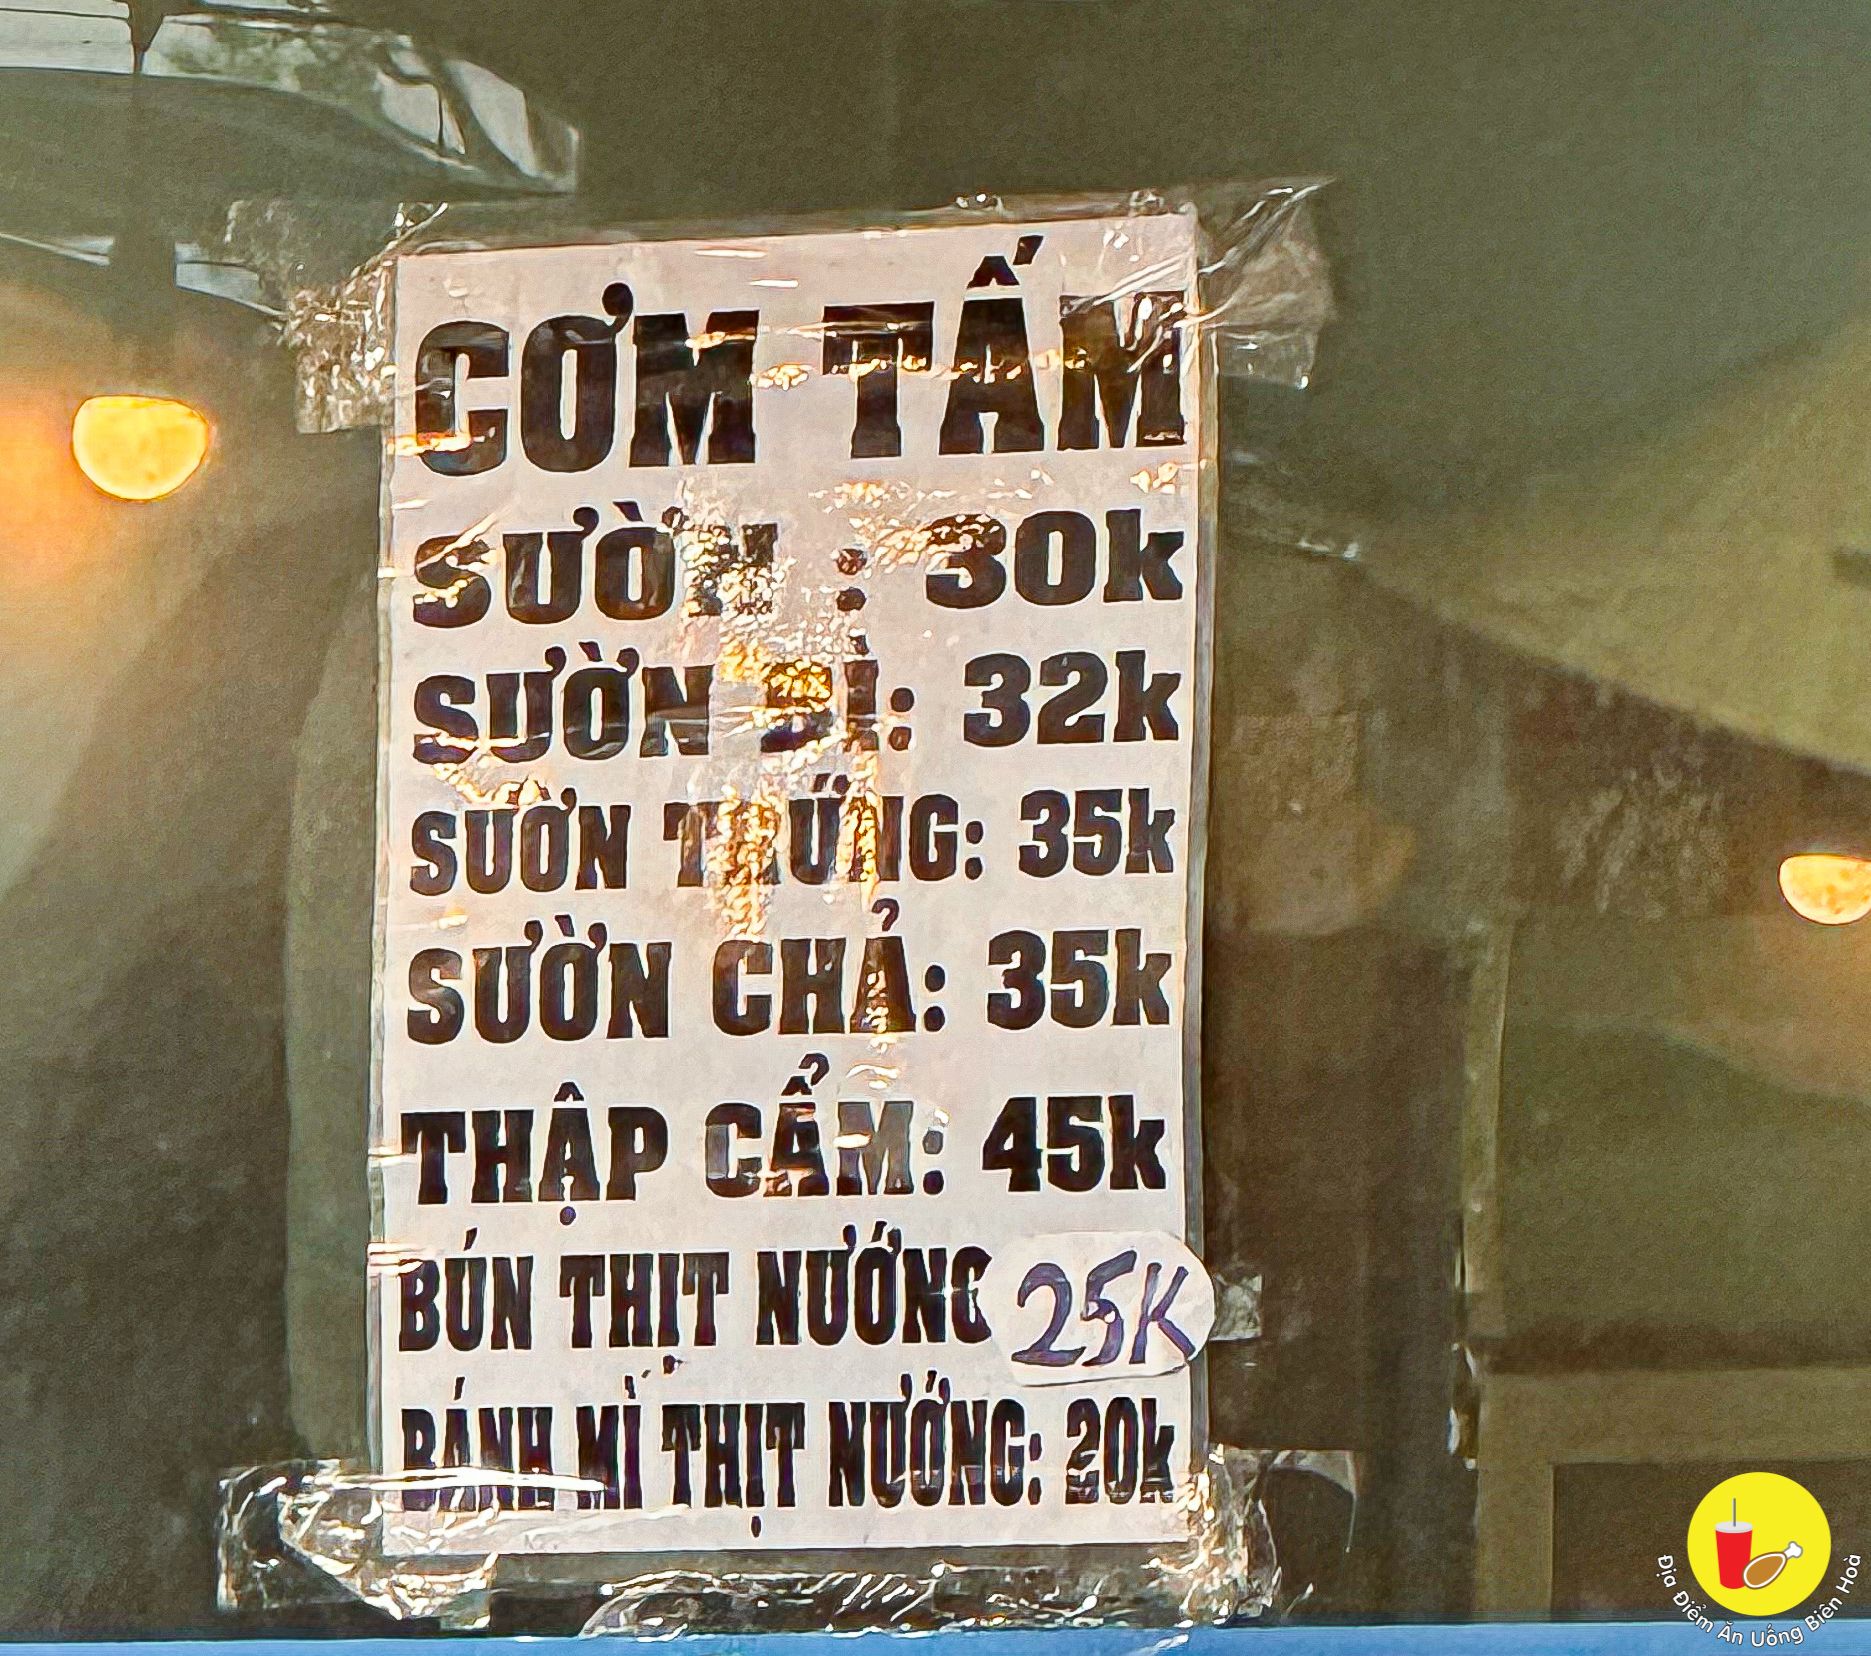 CƠM TẤM
SƯỜN : 30k
SƯỜN BÌ: 32k
SƯỜN TRỨNG: 35k
SƯỜN CHẢ: 35k
THẬP CẨM: 45k
BÚN THỊT NƯỚNG 25K
BÁNH MÌ THỊT NƯỚNG: 20k
Địa Điểm Ăn Uống Biên Hoà